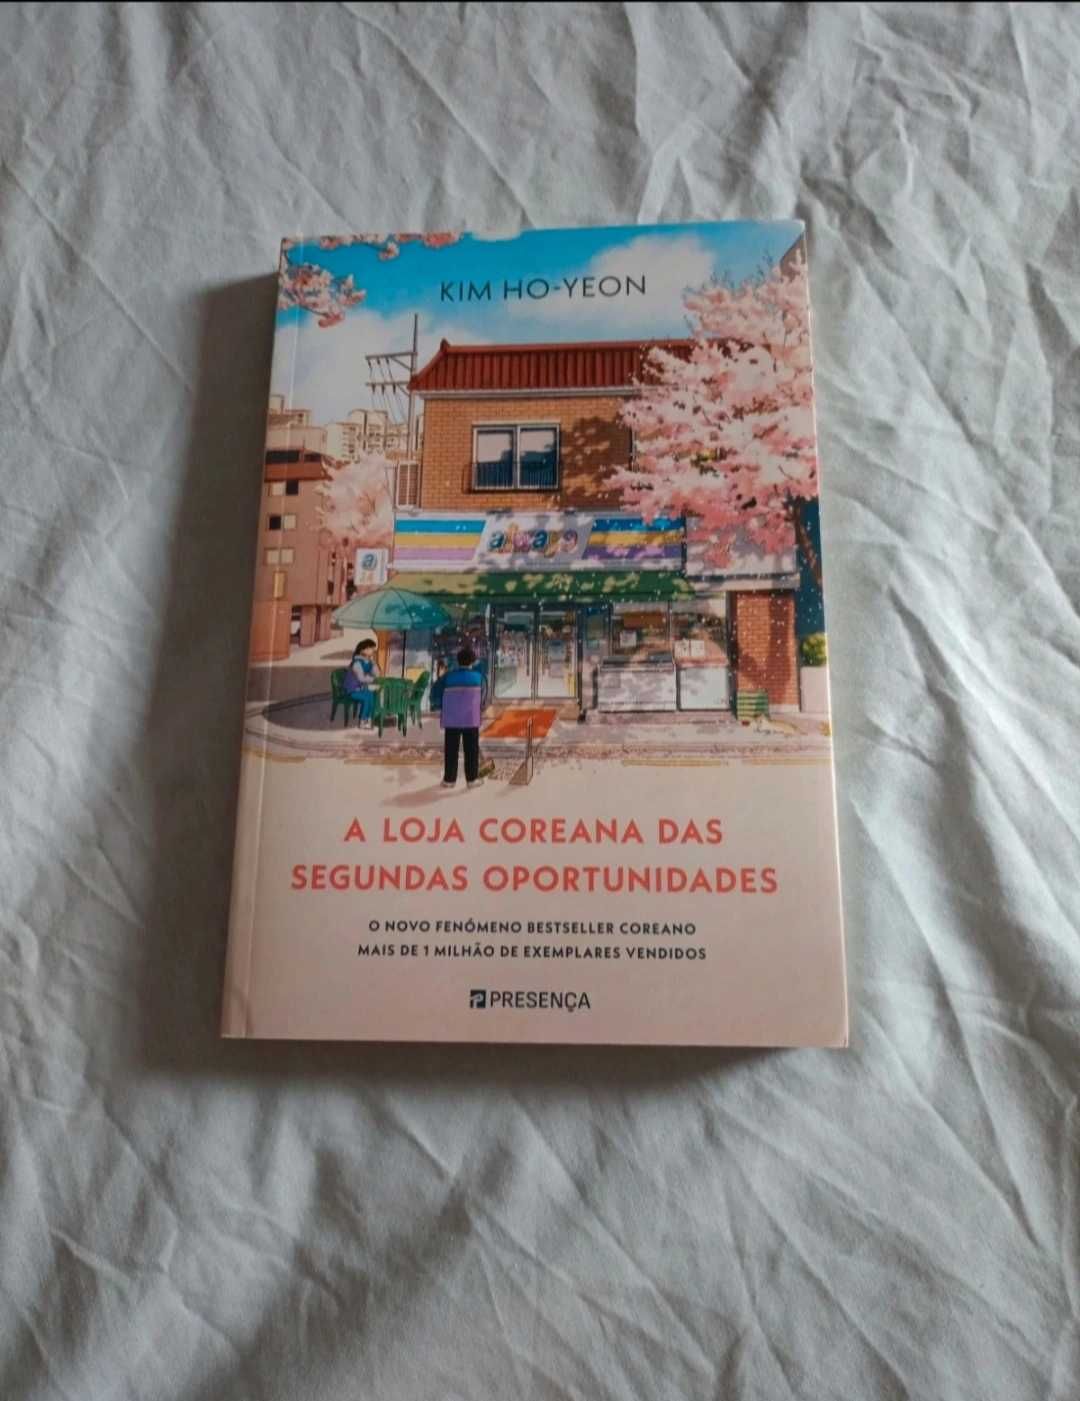 KIM HO-YEON
always
a
24
A LOJA COREANA DAS
SEGUNDAS OPORTUNIDADES
O NOVO FENÓMENO BESTSELLER COREANO
MAIS DE 1 MILHÃO DE EXEMPLARES VENDIDOS
PRESENÇA